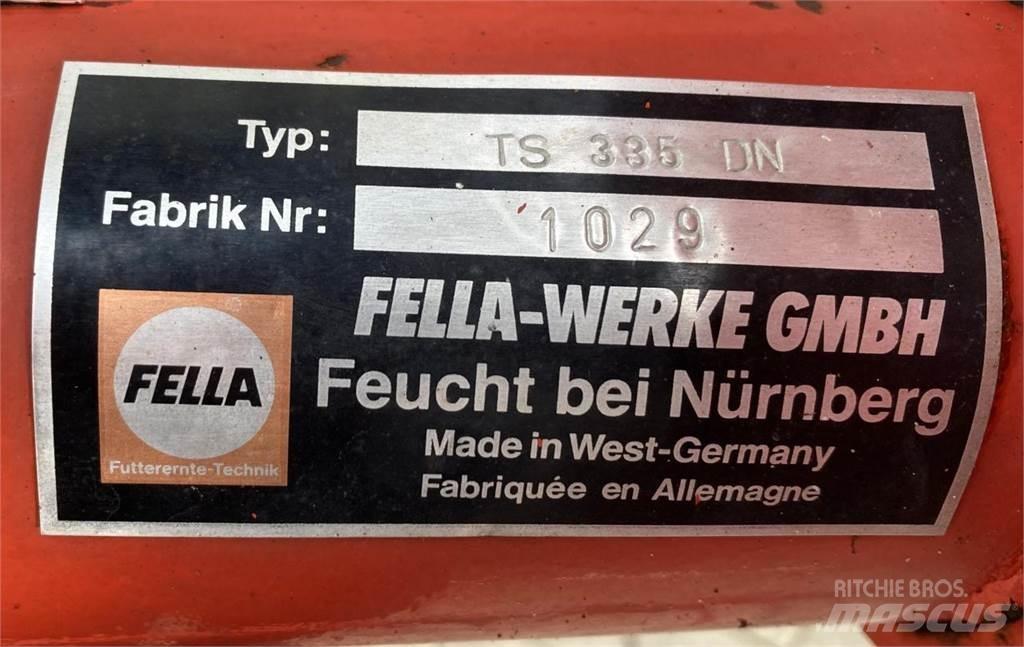 Typ: TS 335 DN
Fabrik Nr: 1029
FELLA-WERKE GMBH
Feucht bei Nürnberg
Made in West-Germany
Fabriquée en Allemagne
FELLA
Futterernte-Technik
RITCHIE BROS.
MASCUS